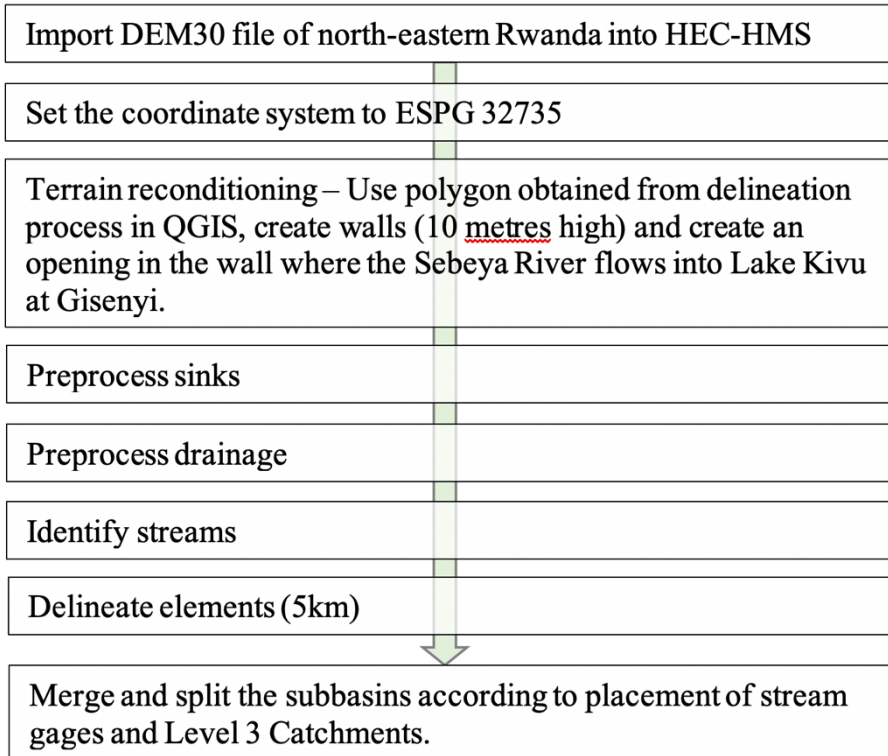 Import DEM30 file of north-eastern Rwanda into HEC-HMS
Set the coordinate system to ESPG 32735
Terrain reconditioning – Use polygon obtained from delineation
process in QGIS, create walls (10 metres high) and create an
opening in the wall where the Sebeya River flows into Lake Kivu
at Gisenyi.
Preprocess sinks
Preprocess drainage
Identify streams
Delineate elements (5km)
Merge and split the subbasins according to placement of stream
gages and Level 3 Catchments.